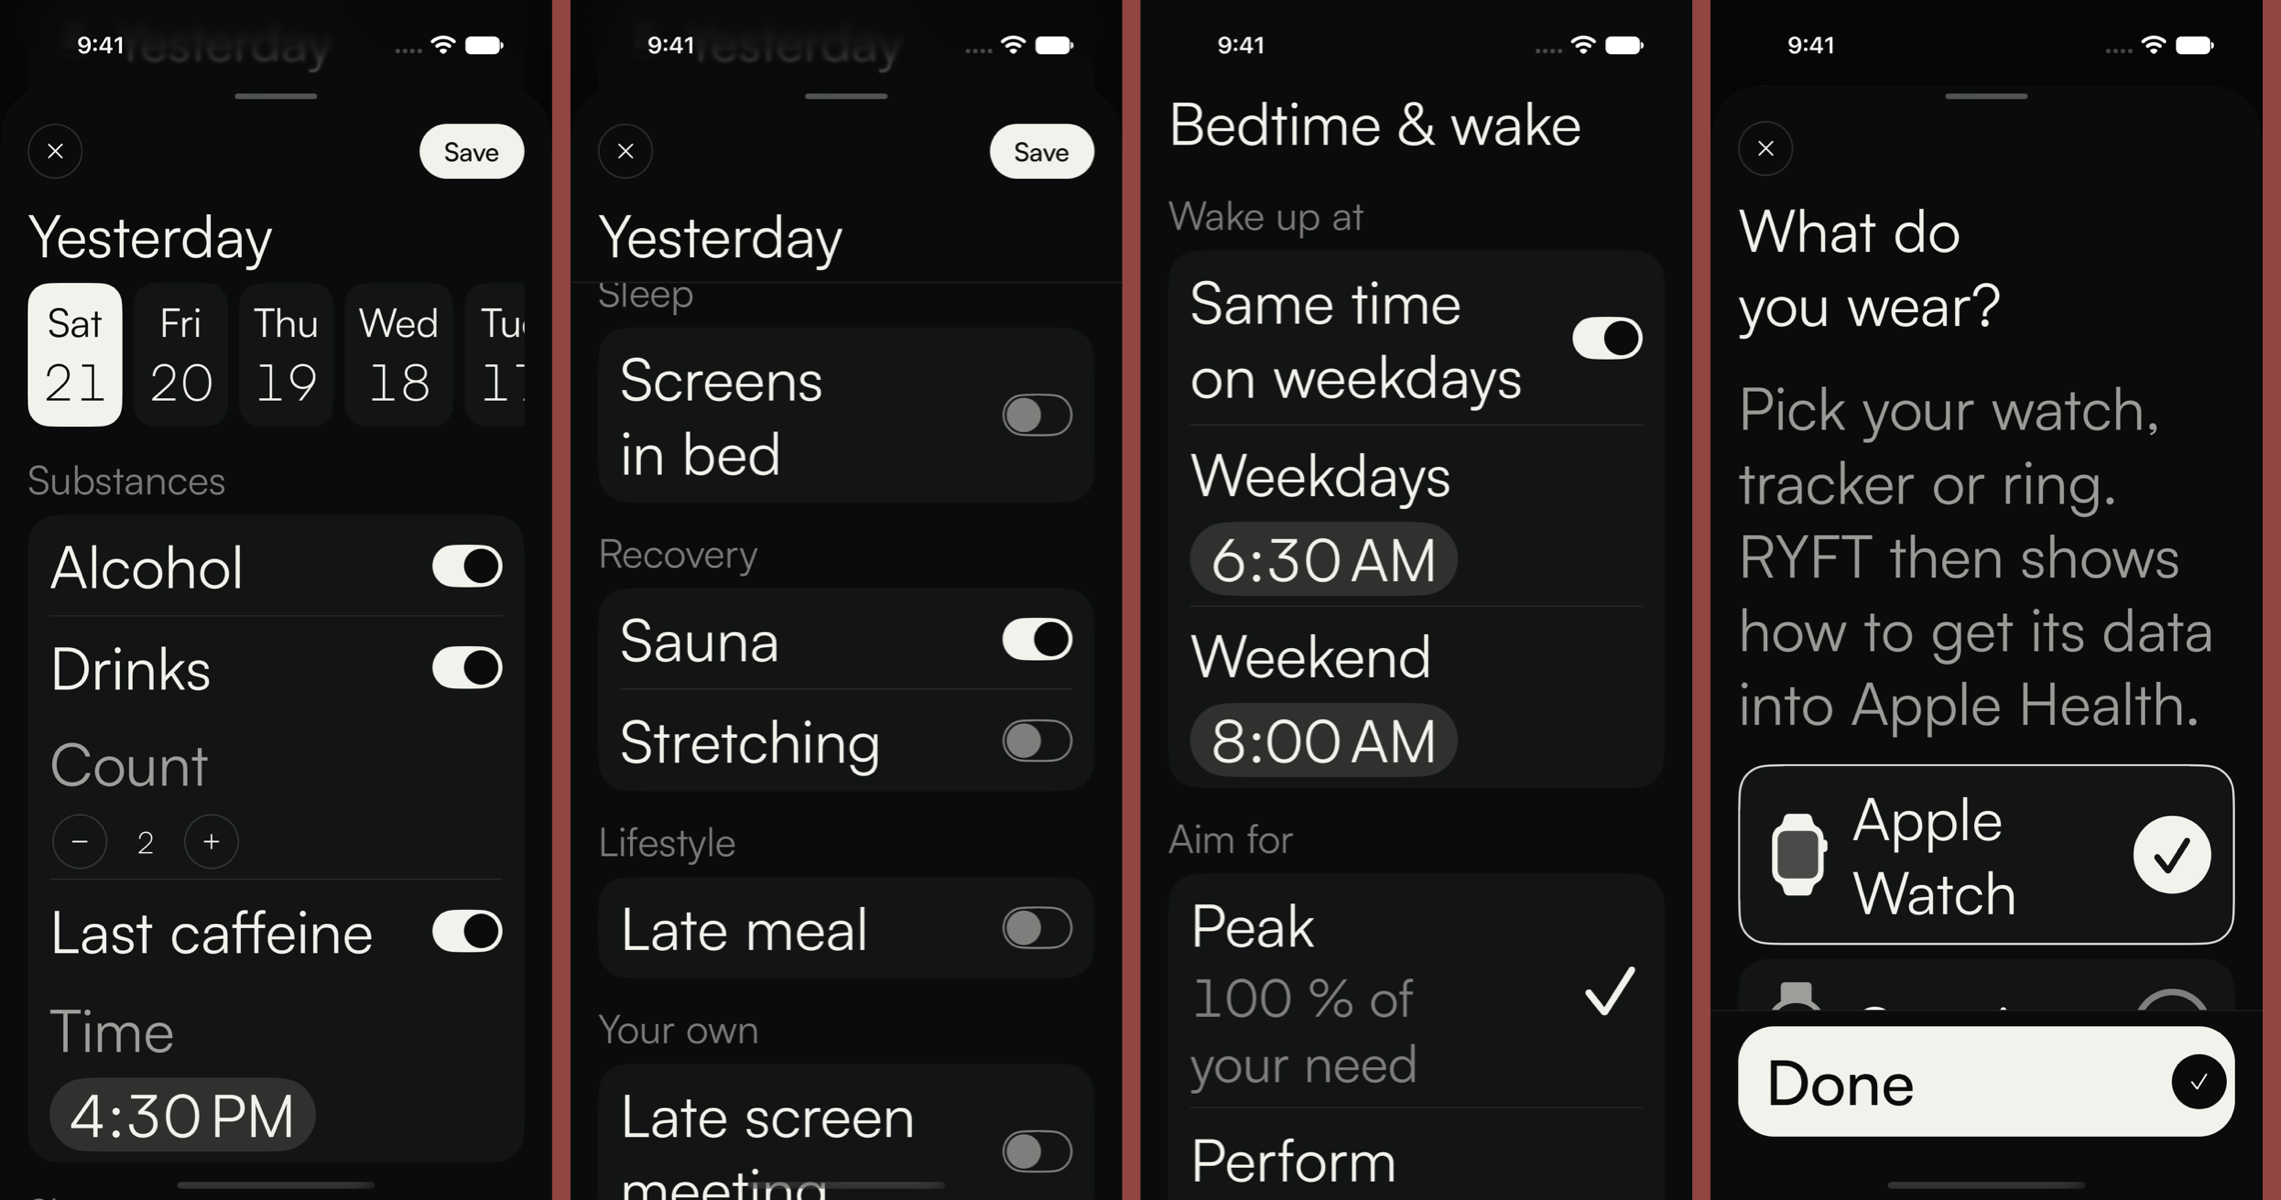 9:41
Yesterday
Save
Yesterday
Sat
21
Fri
20
Thu
19
Wed
18
17
Substances
Alcohol
Drinks
Count
2
Last caffeine
Time
4:30 PM
9:41
Yesterday
Save
Yesterday
Sleep
Screens
in bed
Recovery
Sauna
Stretching
Lifestyle
Late meal
Your own
Late screen
meeting
9:41
Bedtime & wake
Wake up at
Same time
on weekdays
Weekdays
6:30 AM
Weekend
8:00 AM
Aim for
Peak
100 % of
your need
Perform
9:41
What do
you wear?
Pick your watch,
tracker or ring.
RYFT then shows
how to get its data
into Apple Health.
Apple
Watch
Done